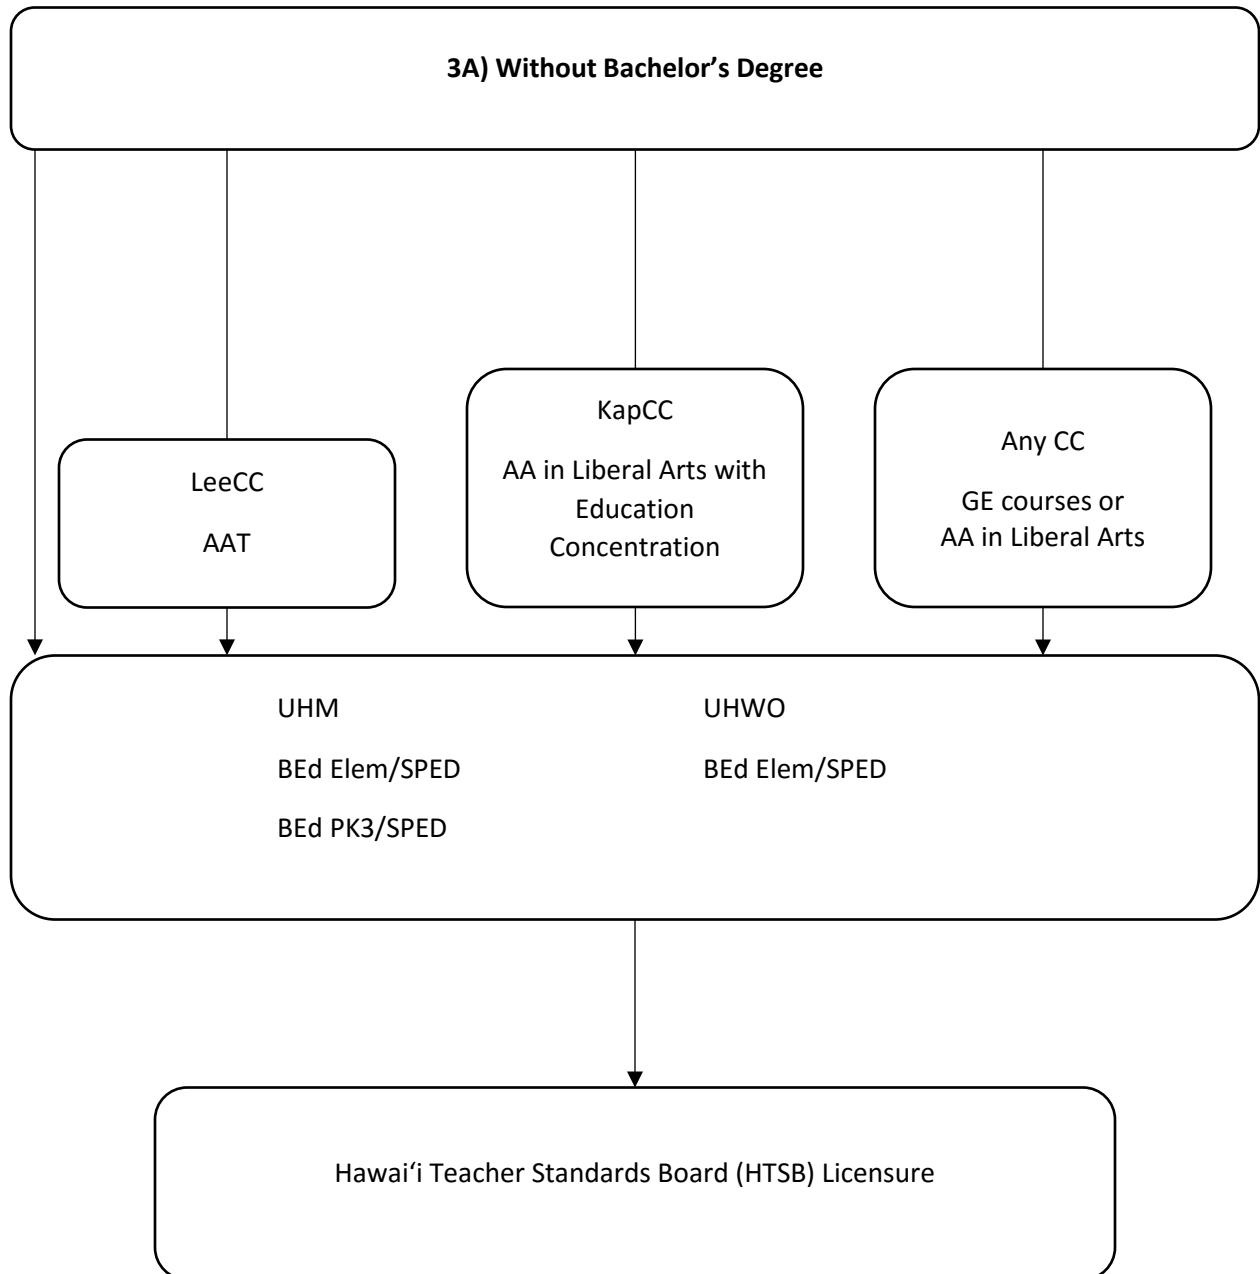 3A) Without Bachelor’s Degree
LeeCC
AAT
KapCC
AA in Liberal Arts with
Education
Concentration
Any CC
GE courses or
AA in Liberal Arts
UHM
BEd Elem/SPED
BEd PK3/SPED
UHWO
BEd Elem/SPED
Hawai‘i Teacher Standards Board (HTSB) Licensure